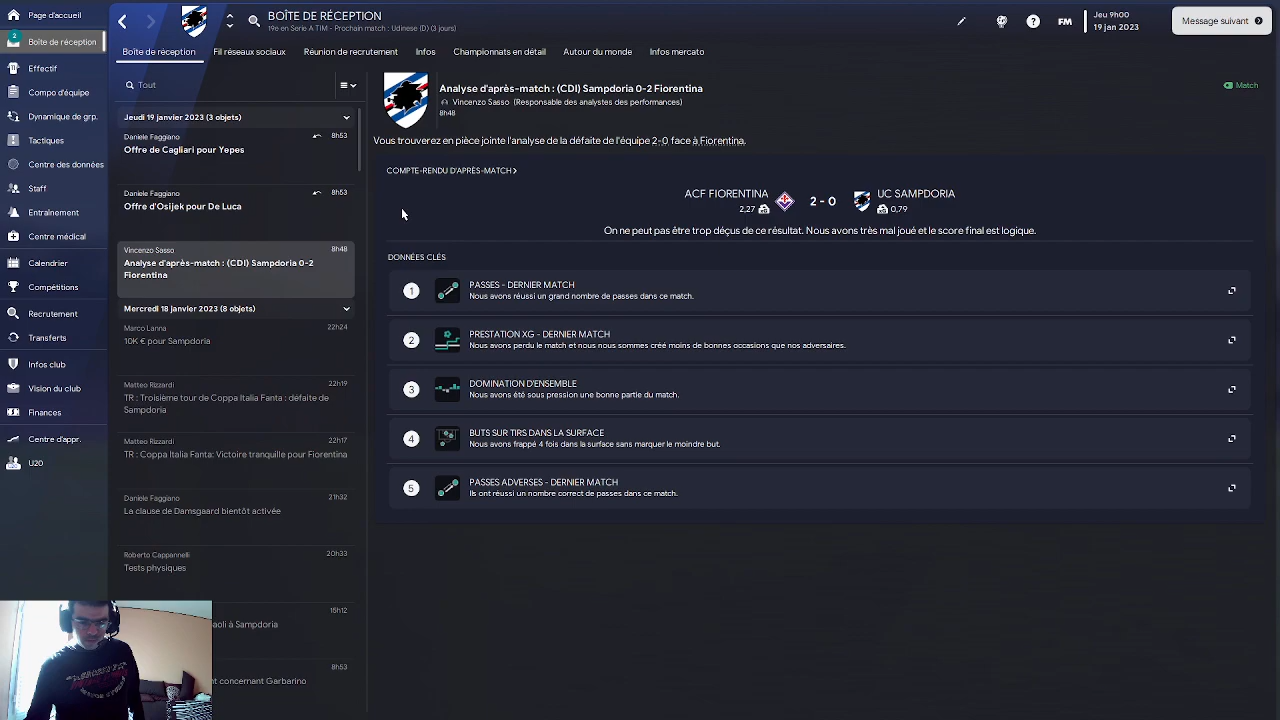 Page d'accueil
BOÎTE DE RÉCEPTION
19e en Serie A TIM - Prochain match : Udinese (D) (3 jours)
FM
Jeu 9h00
19 jan 2023
Message suivant
2
Boîte de réception
Effectif
Compo d'équipe
Dynamique de grp.
Tactiques
Centre des données
Staff
Entraînement
Centre médical
Calendrier
Compétitions
Recrutement
Transferts
Infos club
Vision du club
Finances
Centre d'appr.
U20
Boîte de réception
Fil réseaux sociaux
Réunion de recrutement
Infos
Championnats en détail
Autour du monde
Infos mercato
Tout
Jeudi 19 janvier 2023 (3 objets)
Daniele Faggiano
8h53
Offre de Cagliari pour Yepes
Daniele Faggiano
8h53
Offre d'Osijek pour De Luca
Vincenzo Sasso
8h48
Analyse d'après-match : (CDI) Sampdoria 0-2
Fiorentina
Mercredi 18 janvier 2023 (8 objets)
Marco Lanna
22h24
10K € pour Sampdoria
Matteo Rizzardi
22h19
TR : Troisième tour de Coppa Italia Fanta : défaite de
Sampdoria
Matteo Rizzardi
22h17
TR : Coppa Italia Fanta: Victoire tranquille pour Fiorentina
Daniele Faggiano
21h32
La clause de Damsgaard bientôt activée
Roberto Cappannelli
20h33
Tests physiques
15h12
aoli à Sampdoria
8h53
nt concernant Garbarino
Analyse d'après-match : (CDI) Sampdoria 0-2 Fiorentina
Vincenzo Sasso (Responsable des analystes des performances)
8h48
Match
Vous trouverez en pièce jointe l'analyse de la défaite de l'équipe 2-0 face à Fiorentina.
COMPTE-RENDU D'APRÈS-MATCH
ACF FIORENTINA
2,27
2 - 0
UC SAMPDORIA
0,79
On ne peut pas être trop déçus de ce résultat. Nous avons très mal joué et le score final est logique.
DONNÉES CLÉS
1
PASSES - DERNIER MATCH
Nous avons réussi un grand nombre de passes dans ce match.
2
PRESTATION XG - DERNIER MATCH
Nous avons perdu le match et nous nous sommes créé moins de bonnes occasions que nos adversaires.
3
DOMINATION D'ENSEMBLE
Nous avons été sous pression une bonne partie du match.
4
BUTS SUR TIRS DANS LA SURFACE
Nous avons frappé 4 fois dans la surface sans marquer le moindre but.
5
PASSES ADVERSES - DERNIER MATCH
Ils ont réussi un nombre correct de passes dans ce match.